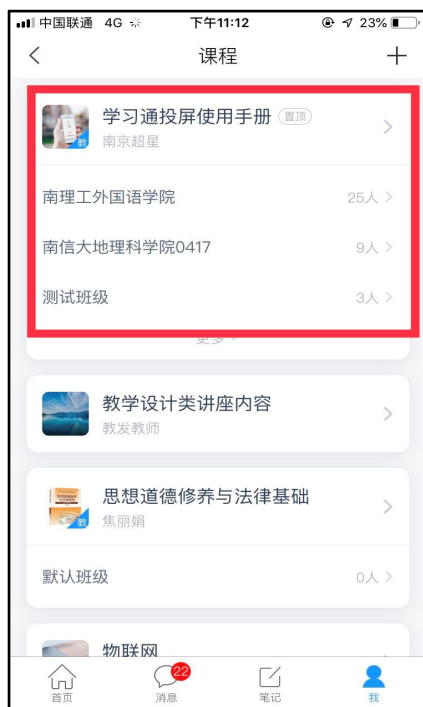 中国联通 4G 下午11:12 23%
课程
学习通投屏使用手册 置顶
教
南京超星
南理工外国语学院 25人
南信大地理科学院0417 9人
测试班级 3人
更多
教学设计类讲座内容
教发教师
思想道德修养与法律基础
教
焦丽娟
默认班级 0人
物联网
22
首页 消息 笔记 我